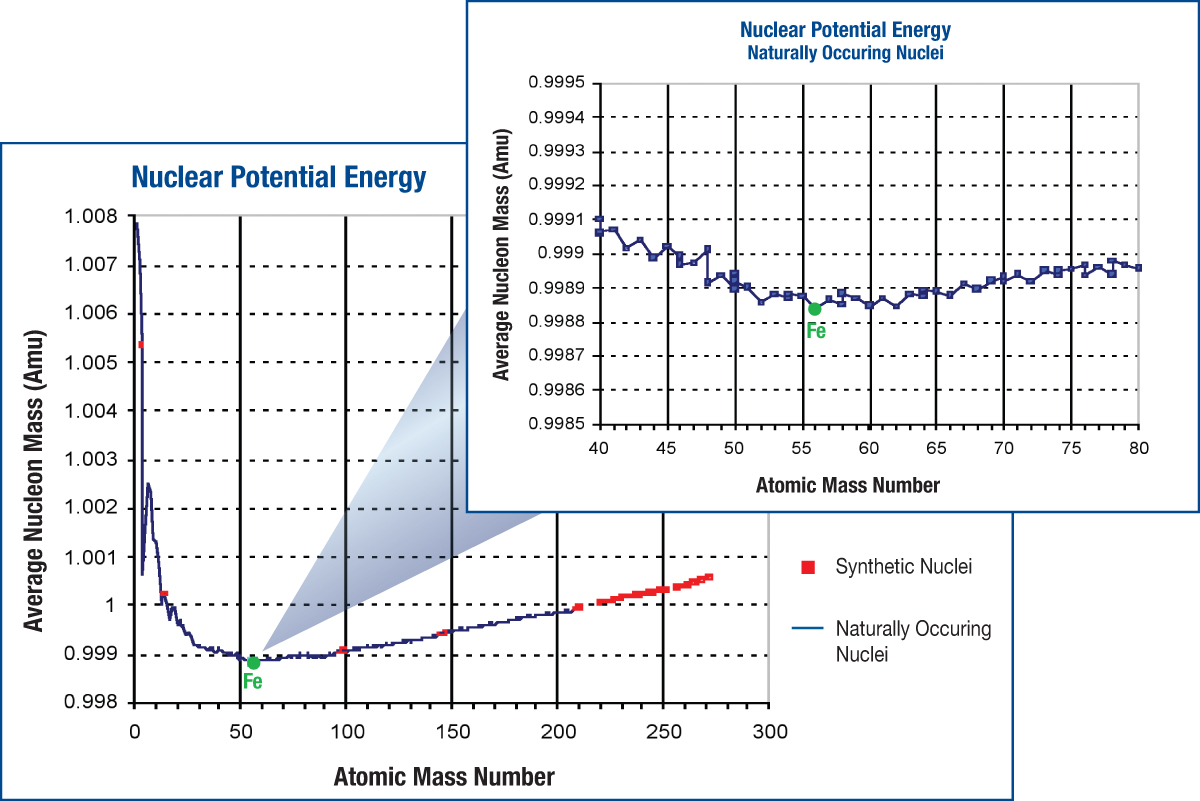 Nuclear Potential Energy
Naturally Occuring Nuclei
Average Nucleon Mass (Amu)
0.9995
0.9994
0.9993
0.9992
0.9991
0.999
0.9989
0.9988
0.9987
0.9986
0.9985
Fe
40 45 50 55 60 65 70 75 80
Atomic Mass Number
Nuclear Potential Energy
Average Nucleon Mass (Amu)
1.008
1.007
1.006
1.005
1.004
1.003
1.002
1.001
1
0.999
0.998
Fe
0 50 100 150 200 250 300
Atomic Mass Number
Synthetic Nuclei
Naturally Occuring
Nuclei